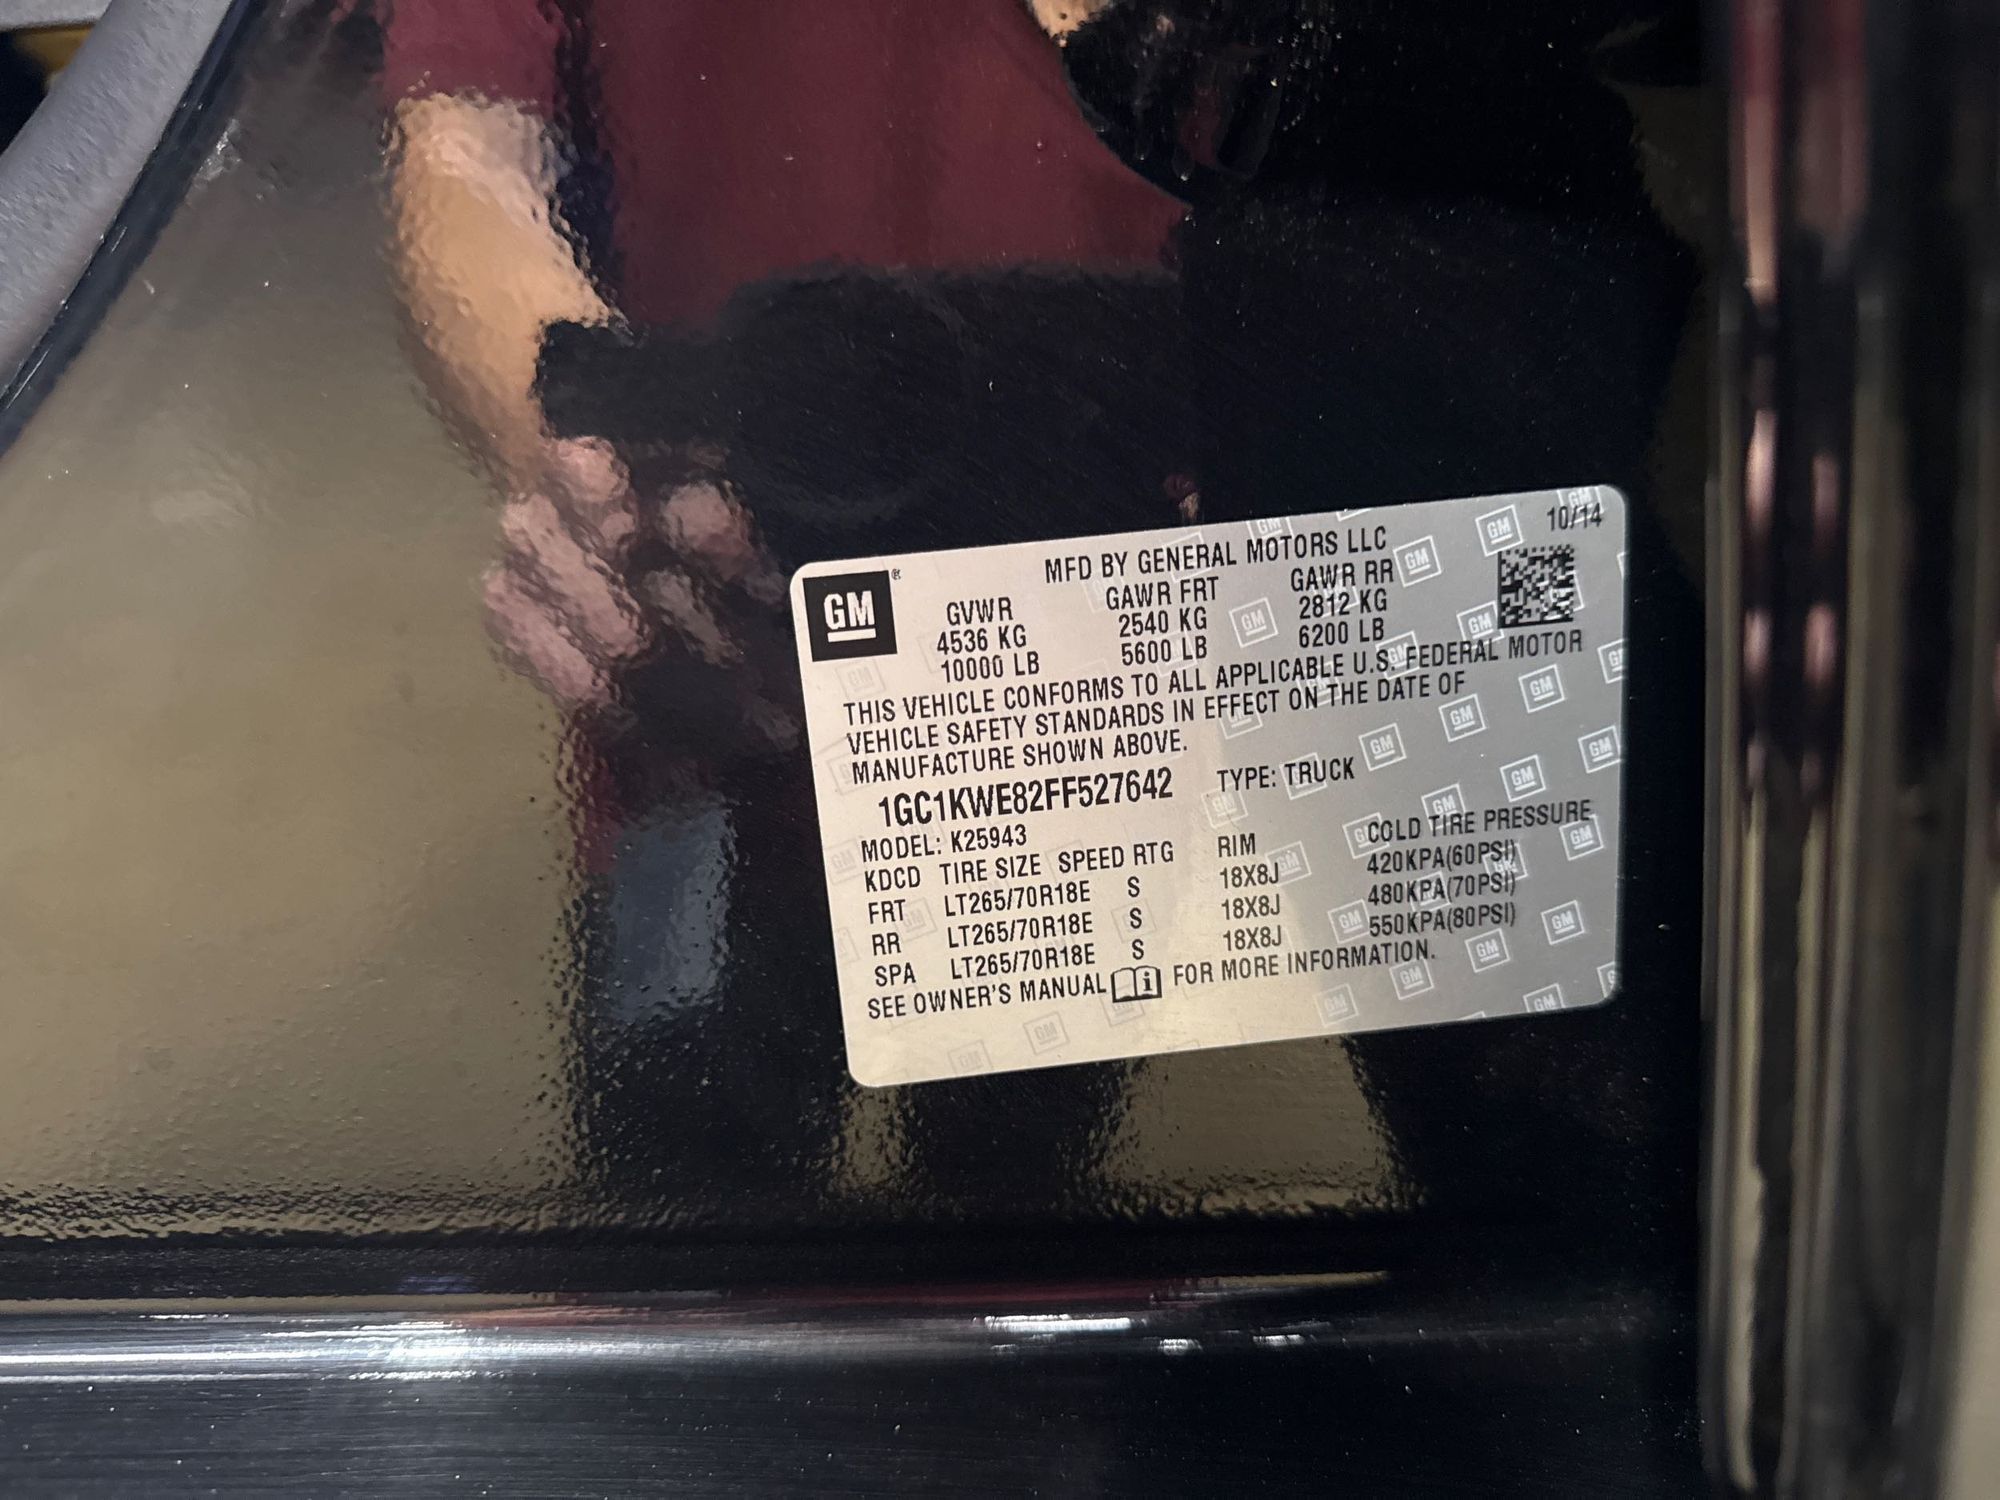 10/14
GM ®
MFD BY GENERAL MOTORS LLC
GVWR GAWR FRT GAWR RR
4536 KG 2540 KG 2812 KG
10000 LB 5600 LB 6200 LB
THIS VEHICLE CONFORMS TO ALL APPLICABLE U.S. FEDERAL MOTOR
VEHICLE SAFETY STANDARDS IN EFFECT ON THE DATE OF
MANUFACTURE SHOWN ABOVE.
1GC1KWE82FF527642 TYPE: TRUCK
MODEL: K25943
KDCD TIRE SIZE SPEED RTG RIM COLD TIRE PRESSURE
FRT LT265/70R18E S 18X8J 420KPA(60PSI)
RR LT265/70R18E S 18X8J 480KPA(70PSI)
SPA LT265/70R18E S 18X8J 550KPA(80PSI)
SEE OWNER'S MANUAL i FOR MORE INFORMATION.